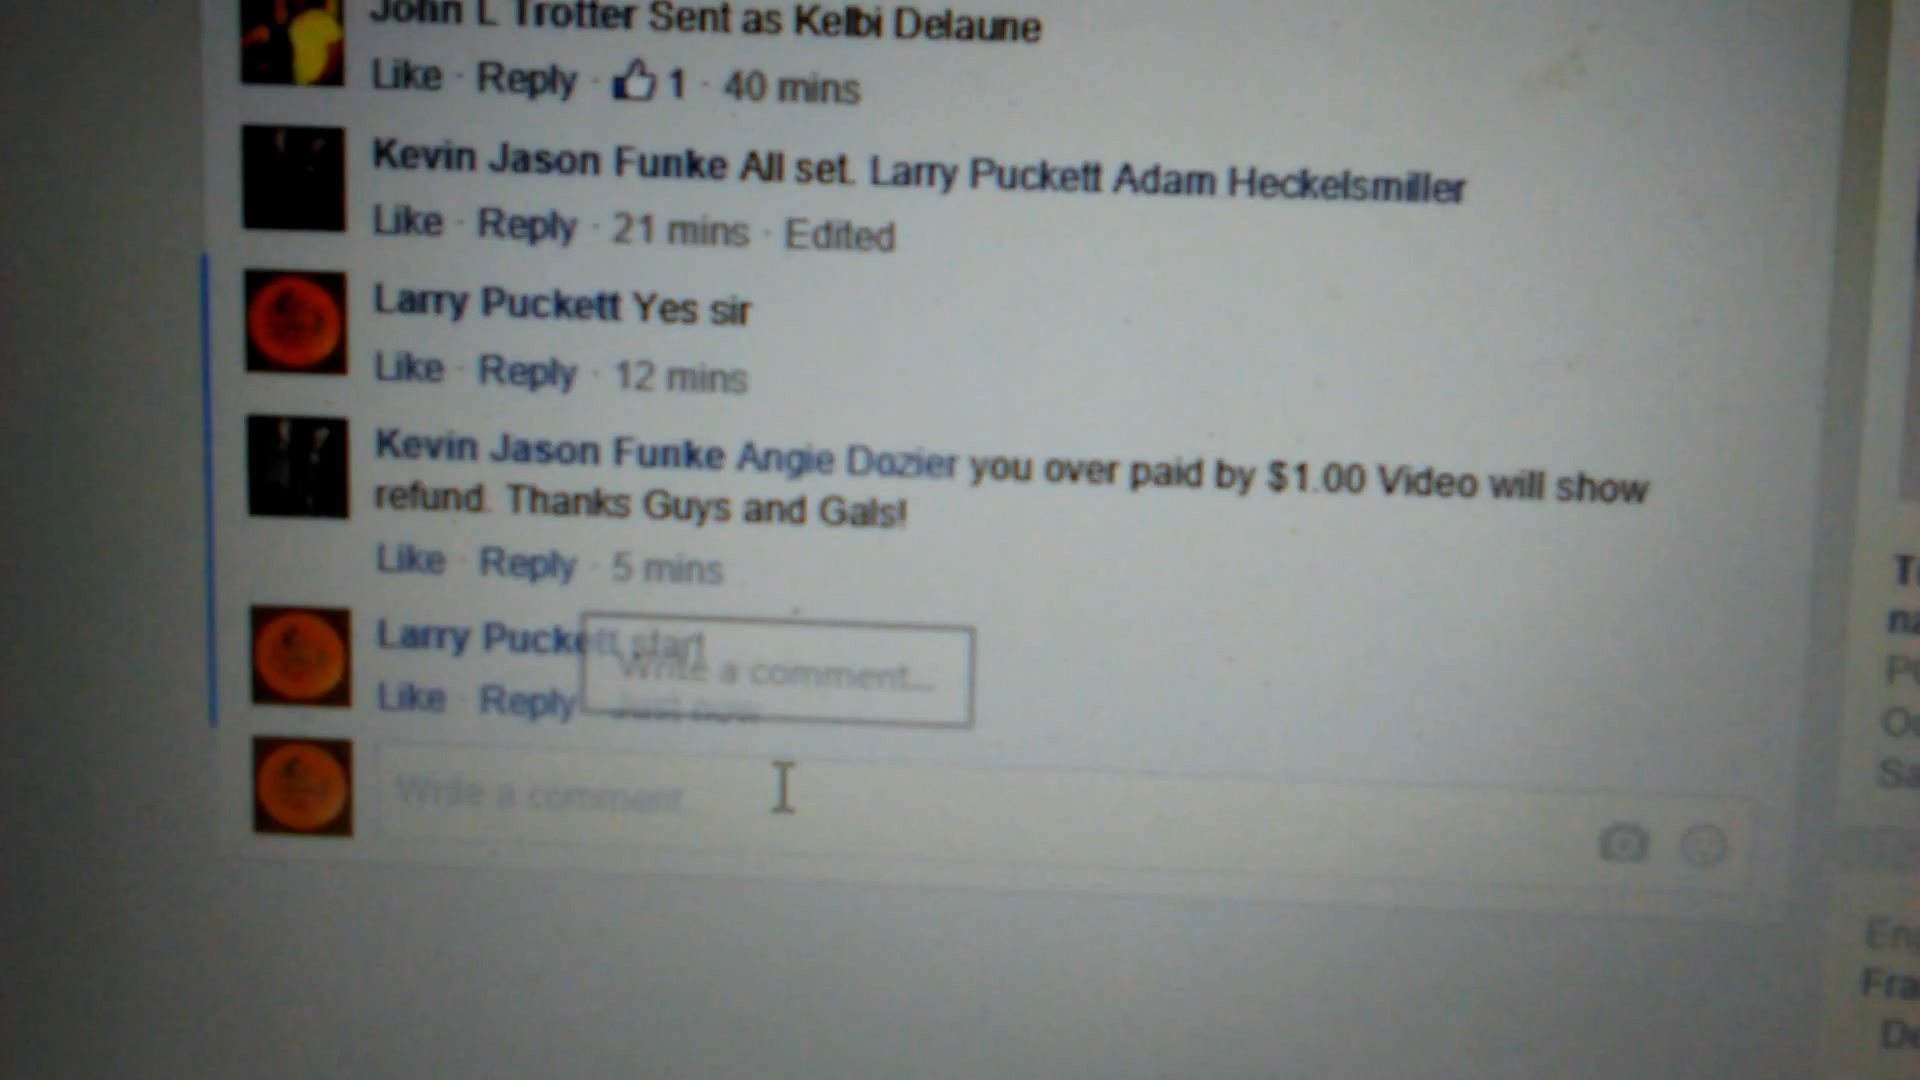 John L Trotter Sent as Kelbi Delaune
Like · Reply · 1 · 40 mins
Kevin Jason Funke All set. Larry Puckett Adam Heckelsmiller
Like · Reply · 21 mins · Edited
Larry Puckett Yes sir
Like · Reply · 12 mins
Kevin Jason Funke Angie Dozier you over paid by $1.00 Video will show
refund. Thanks Guys and Gals!
Like · Reply · 5 mins
Larry Puckett start
Write a comment...
Like · Reply · Just now
Write a comment...